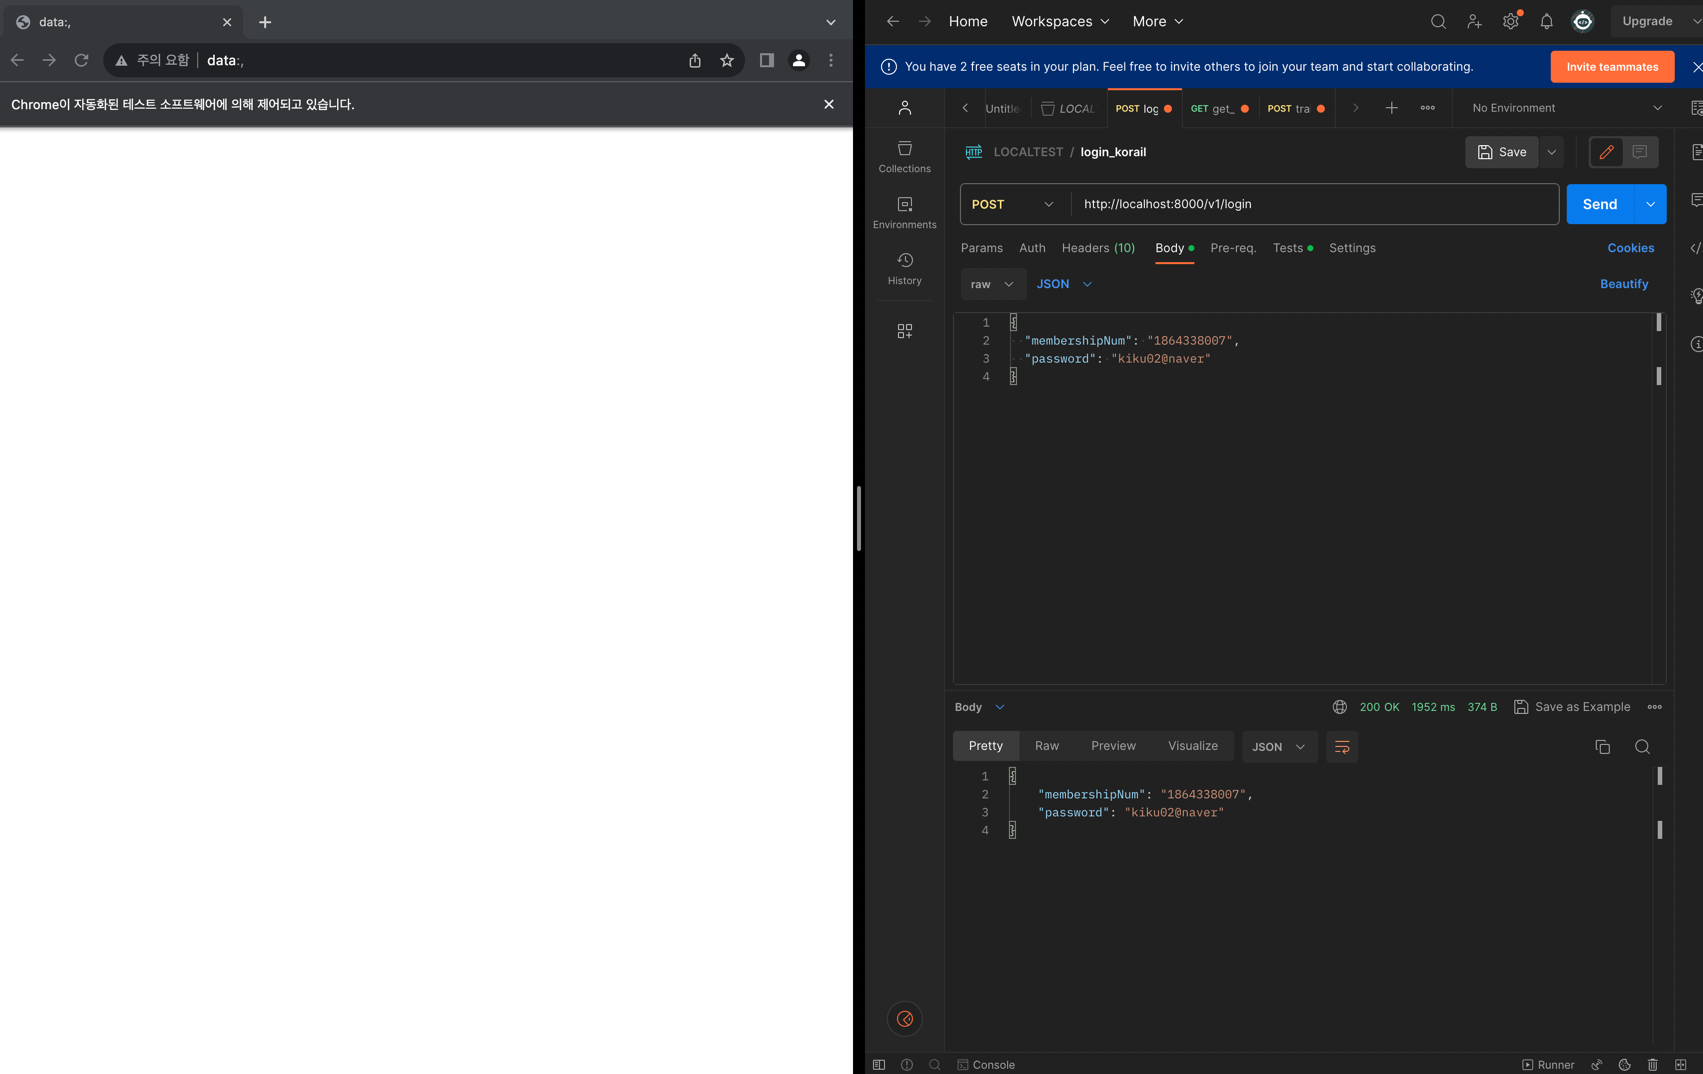 data:,
주의 요함
data:,
Chrome이 자동화된 테스트 소프트웨어에 의해 제어되고 있습니다.
Home Workspaces More
Upgrade
You have 2 free seats in your plan. Feel free to invite others to join your team and start collaborating.
Invite teammates
Untitle LOCAL POST log GET get_ POST tra
No Environment
LOCALTEST / login_korail
Save
POST http://localhost:8000/v1/login
Send
Params Auth Headers (10) Body Pre-req. Tests Settings
Cookies
raw JSON
Beautify
1 {
2 "membershipNum": "1864338007",
3 "password": "kiku02@naver"
4 }
Collections
Environments
History
Body
200 OK 1952 ms 374 B Save as Example
Pretty Raw Preview Visualize JSON
1 {
2 "membershipNum": "1864338007",
3 "password": "kiku02@naver"
4 }
Console
Runner